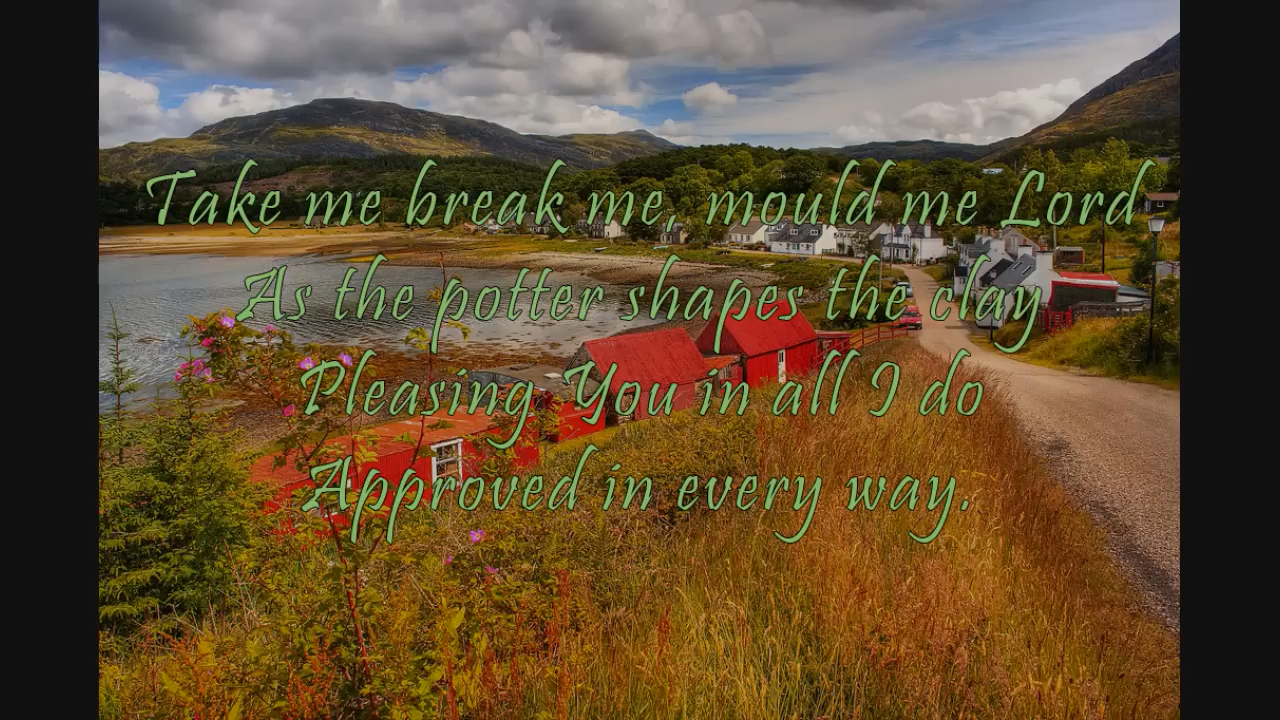 Take me break me, mould me Lord
As the potter shapes the clay
Pleasing You in all I do
Approved in every way.